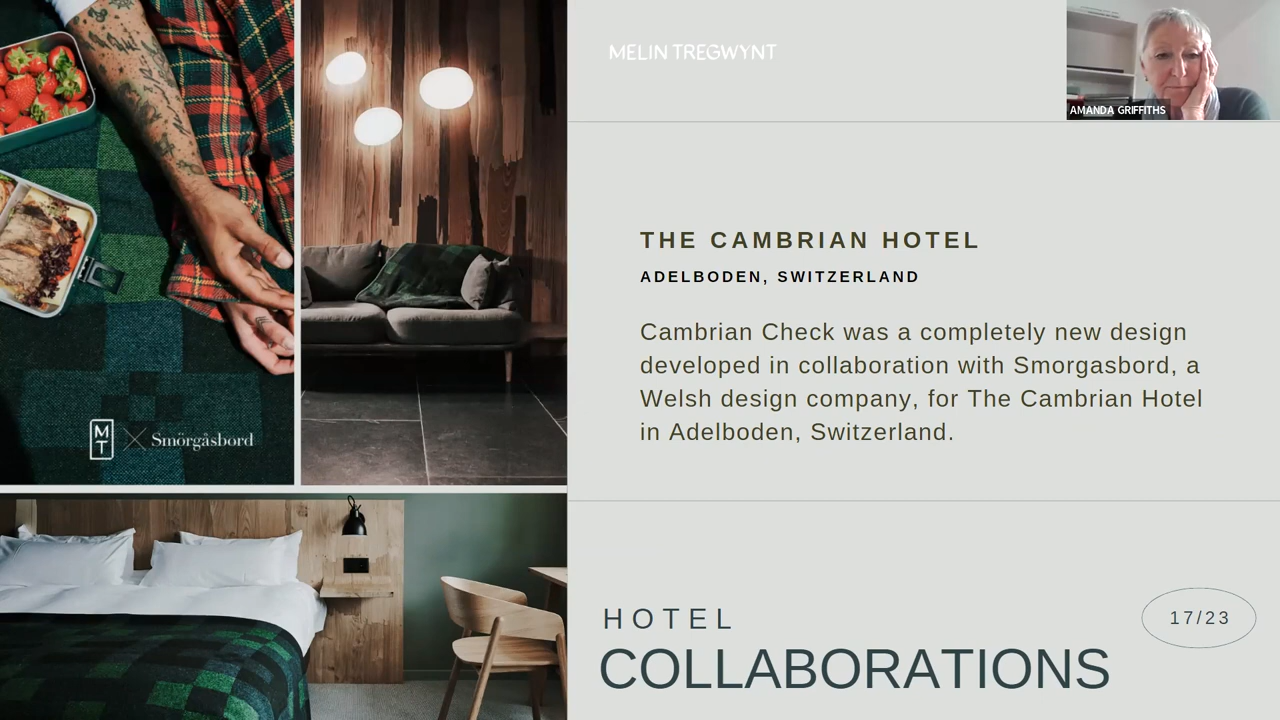 MELIN TREGWYNT
AMANDA GRIFFITHS
THE CAMBRIAN HOTEL
ADELBODEN, SWITZERLAND
Cambrian Check was a completely new design
developed in collaboration with Smorgasbord, a
Welsh design company, for The Cambrian Hotel
in Adelboden, Switzerland.
M
T
Smörgåsbord
HOTEL
17/23
COLLABORATIONS